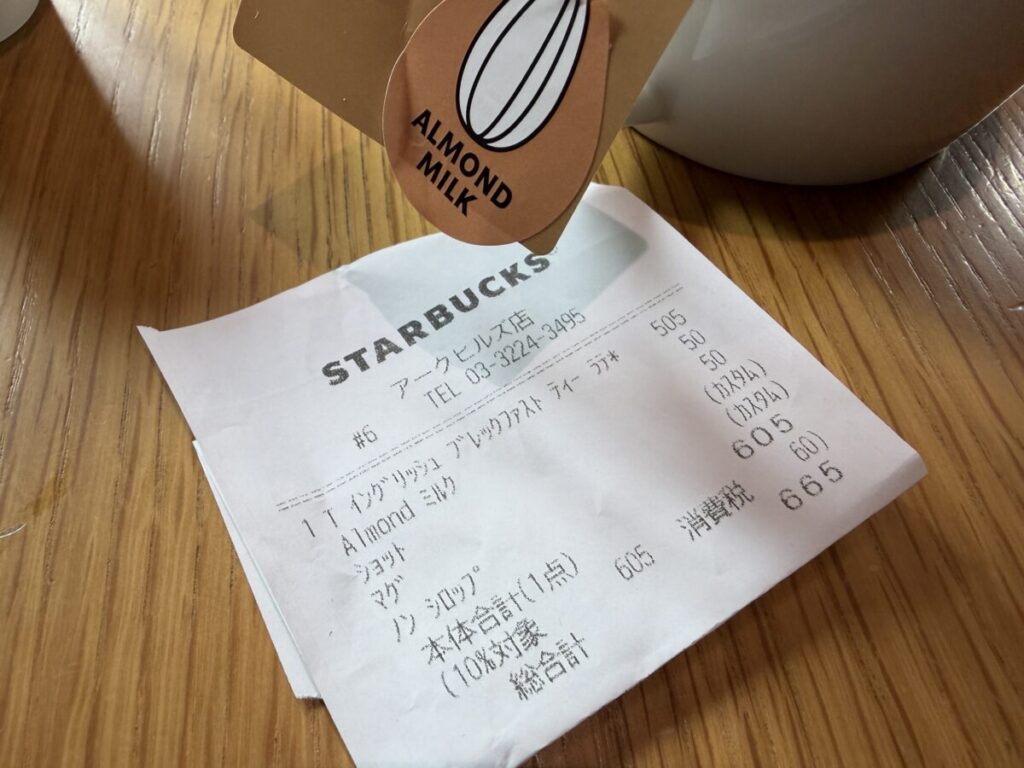 ALMOND
MILK
STARBUCKS
アークヒルズ店
TEL 03-3224-3495
#6
1 T イングリッシュ ブレックファスト ティー ラテ* 505
Almond ミルク 50
ショット 50
マグ (カスタム)
ノン シロップ (カスタム)
本体合計(1点) 605
(10%対象 605 消費税 60)
総合計 665